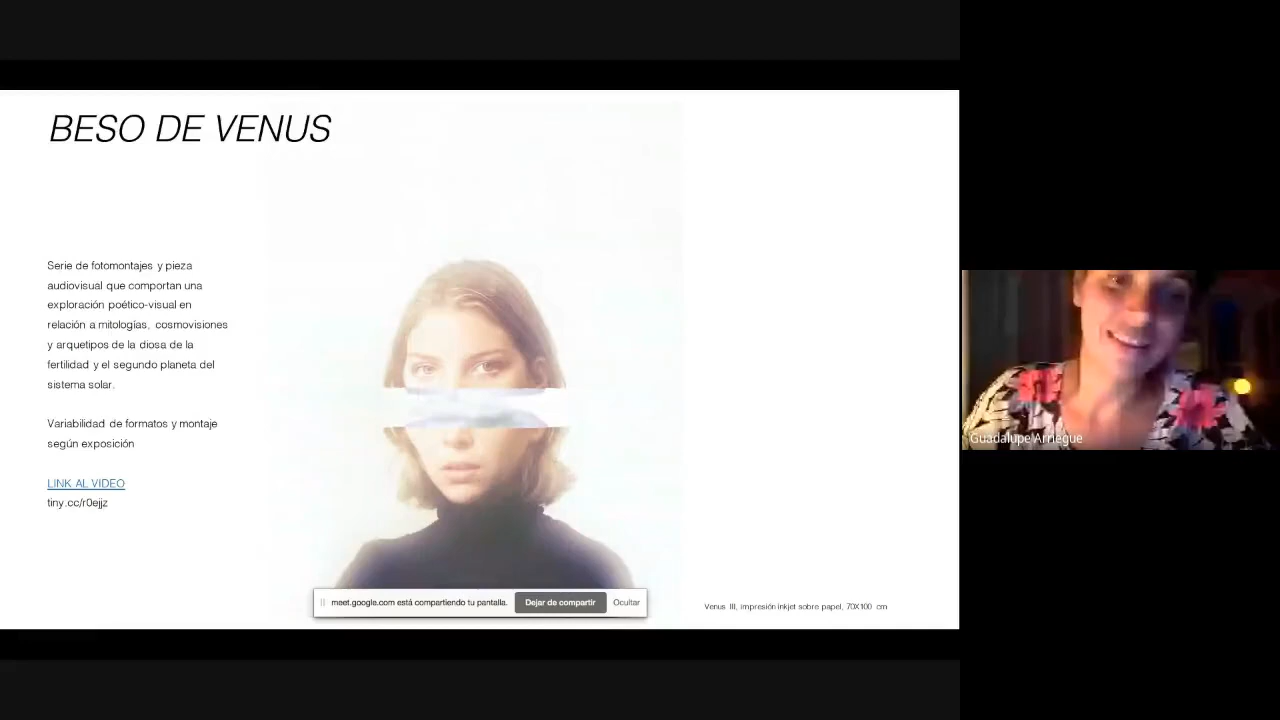 BESO DE VENUS
Serie de fotomontajes y pieza
audiovisual que comportan una
exploración poético-visual en
relación a mitologías, cosmovisiones
y arquetipos de la diosa de la
fertilidad y el segundo planeta del
sistema solar.
Variabilidad de formatos y montaje
según exposición
LINK AL VIDEO
tiny.cc/r0ejjz
meet.google.com está compartiendo tu pantalla.
Dejar de compartir
Ocultar
Venus III, impresión inkjet sobre papel, 70X100 cm
Guadalupe Arriegue